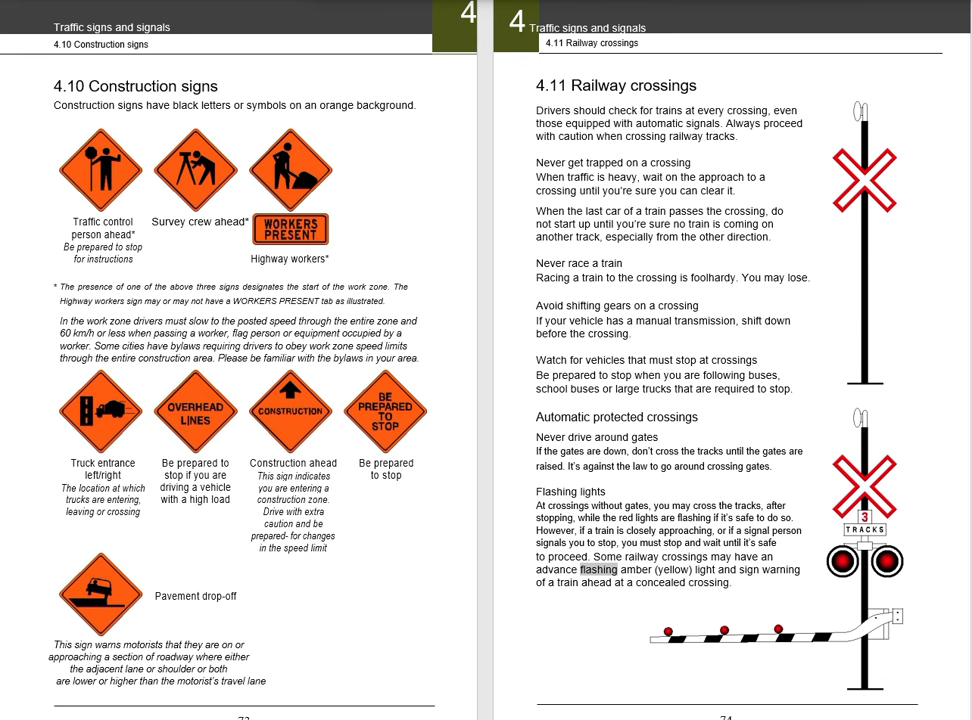 4
Traffic signs and signals
4.10 Construction signs
4.10 Construction signs
Construction signs have black letters or symbols on an orange background.
Traffic control
person ahead*
Be prepared to stop
for instructions
Survey crew ahead*
WORKERS
PRESENT
Highway workers*
* The presence of one of the above three signs designates the start of the work zone. The
Highway workers sign may or may not have a WORKERS PRESENT tab as illustrated.
In the work zone drivers must slow to the posted speed through the entire zone and
60 km/h or less when passing a worker, flag person or equipment occupied by a
worker. Some cities have bylaws requiring drivers to obey work zone speed limits
through the entire construction area. Please be familiar with the bylaws in your area.
OVERHEAD
LINES
CONSTRUCTION
BE
PREPARED
TO
STOP
Truck entrance
left/right
The location at which
trucks are entering,
leaving or crossing
Be prepared to
stop if you are
driving a vehicle
with a high load
Construction ahead
This sign indicates
you are entering a
construction zone.
Drive with extra
caution and be
prepared- for changes
in the speed limit
Be prepared
to stop
Pavement drop-off
This sign warns motorists that they are on or
approaching a section of roadway where either
the adjacent lane or shoulder or both
are lower or higher than the motorist's travel lane
73
4 Traffic signs and signals
4.11 Railway crossings
4.11 Railway crossings
Drivers should check for trains at every crossing, even
those equipped with automatic signals. Always proceed
with caution when crossing railway tracks.
Never get trapped on a crossing
When traffic is heavy, wait on the approach to a
crossing until you're sure you can clear it.
When the last car of a train passes the crossing, do
not start up until you're sure no train is coming on
another track, especially from the other direction.
Never race a train
Racing a train to the crossing is foolhardy. You may lose.
Avoid shifting gears on a crossing
If your vehicle has a manual transmission, shift down
before the crossing.
Watch for vehicles that must stop at crossings
Be prepared to stop when you are following buses,
school buses or large trucks that are required to stop.
Automatic protected crossings
Never drive around gates
If the gates are down, don't cross the tracks until the gates are
raised. It's against the law to go around crossing gates.
Flashing lights
At crossings without gates, you may cross the tracks, after
stopping, while the red lights are flashing if it's safe to do so.
However, if a train is closely approaching, or if a signal person
signals you to stop, you must stop and wait until it's safe
to proceed. Some railway crossings may have an
advance flashing amber (yellow) light and sign warning
of a train ahead at a concealed crossing.
3
TRACKS
74